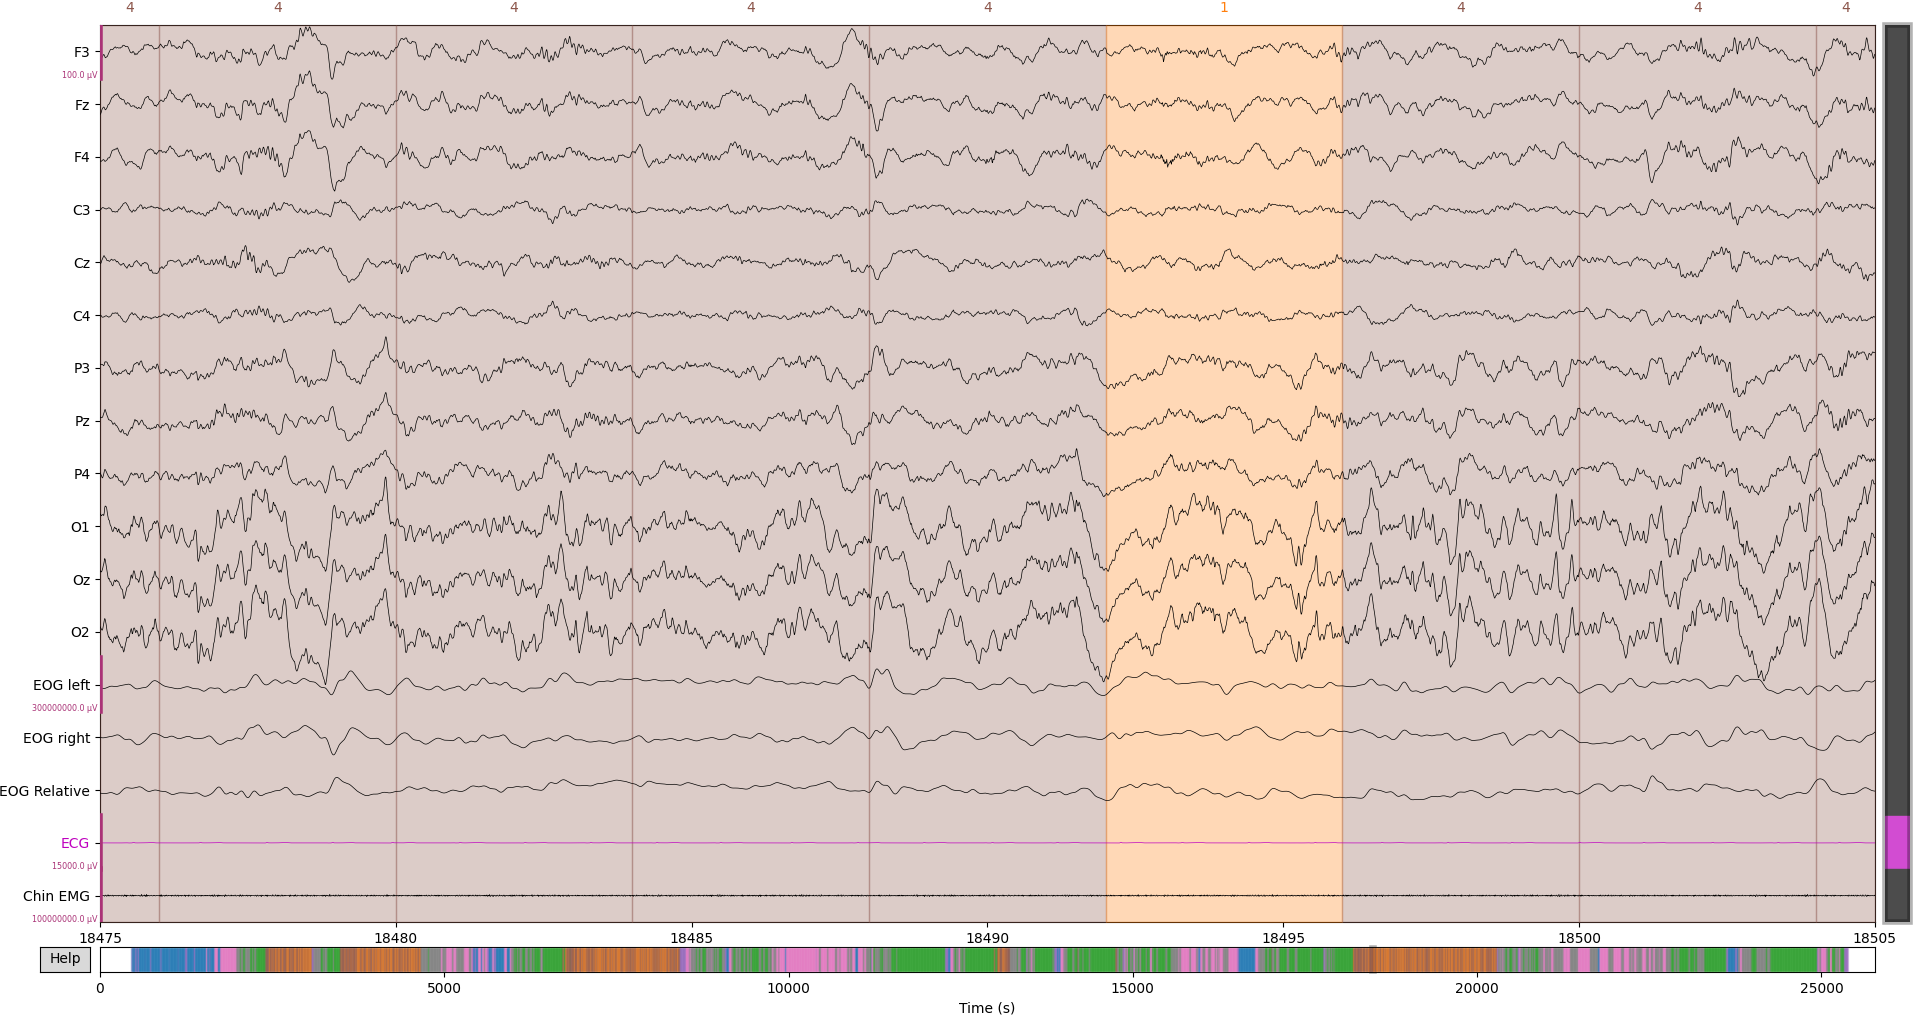 4 4 4 4 4 1 4 4 4
F3
100.0 µV
Fz
F4
C3
Cz
C4
P3
Pz
P4
O1
Oz
O2
EOG left
300000000.0 µV
EOG right
EOG Relative
ECG
15000.0 µV
Chin EMG
100000000.0 µV
18475 18480 18485 18490 18495 18500 18505
Help
0 5000 10000 15000 20000 25000
Time (s)